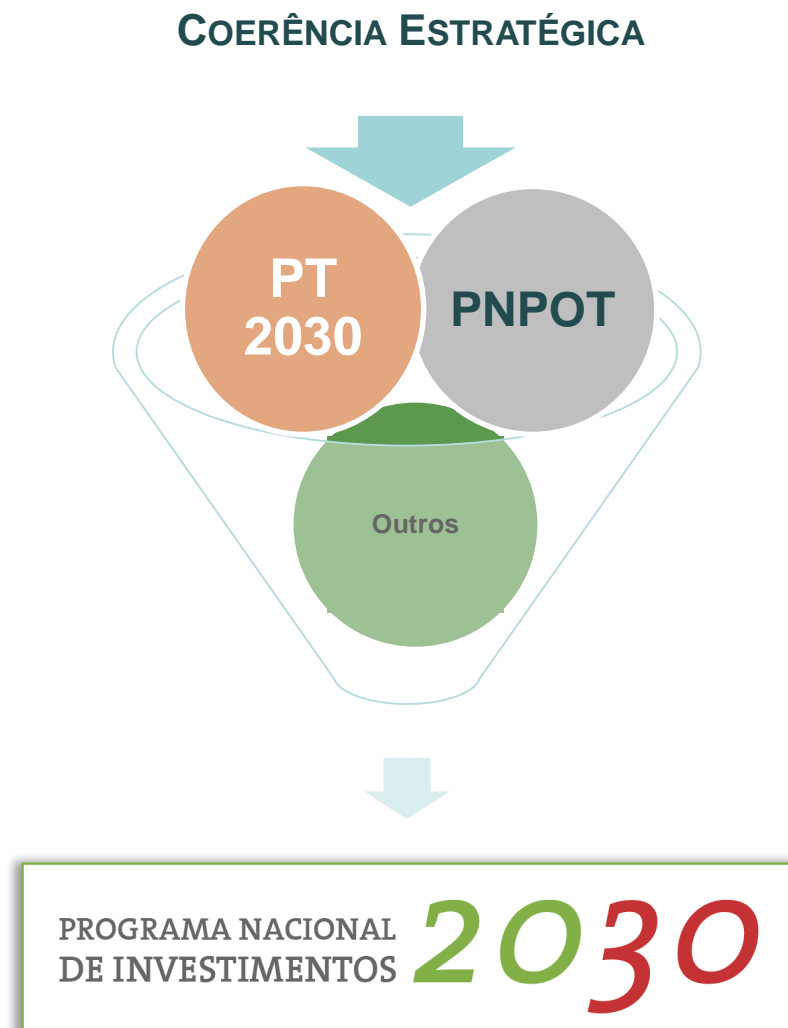 COERÊNCIA ESTRATÉGICA
PT
2030
PNPOT
Outros
PROGRAMA NACIONAL
DE INVESTIMENTOS
2030